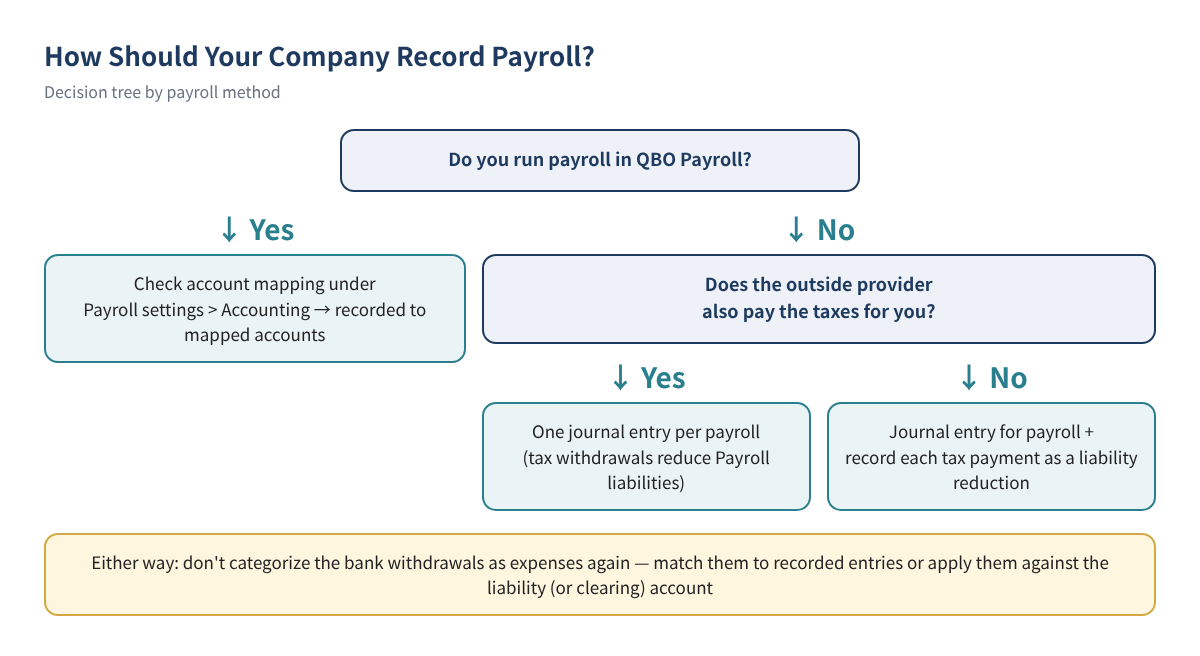 How Should Your Company Record Payroll?
Decision tree by payroll method
Do you run payroll in QBO Payroll?
↓ Yes
↓ No
Check account mapping under
Payroll settings > Accounting → recorded to
mapped accounts
Does the outside provider
also pay the taxes for you?
↓ Yes
↓ No
One journal entry per payroll
(tax withdrawals reduce Payroll
liabilities)
Journal entry for payroll +
record each tax payment as a liability
reduction
Either way: don't categorize the bank withdrawals as expenses again — match them to recorded entries or apply them against the
liability (or clearing) account